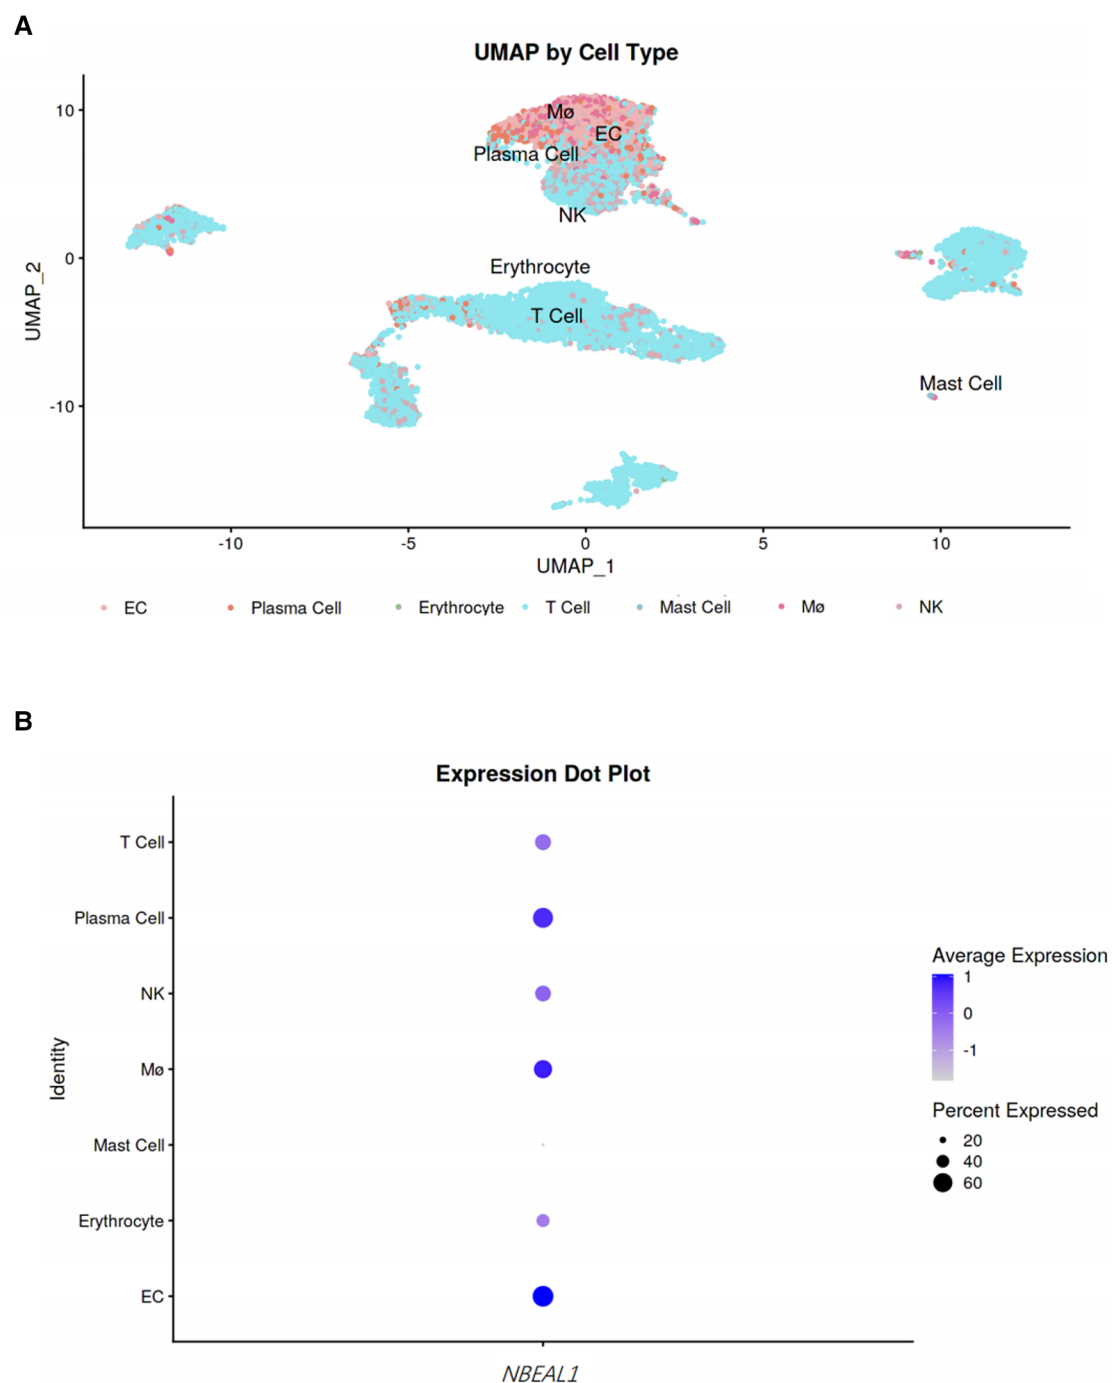 A
UMAP by Cell Type
UMAP_2
10
0
-10
Mø
EC
Plasma Cell
NK
Erythrocyte
T Cell
Mast Cell
-10
-5
0
5
10
UMAP_1
EC
Plasma Cell
Erythrocyte
T Cell
Mast Cell
Mø
NK
B
Expression Dot Plot
Identity
T Cell
Plasma Cell
NK
Mø
Mast Cell
Erythrocyte
EC
NBEAL1
Average Expression
1
0
-1
Percent Expressed
20
40
60